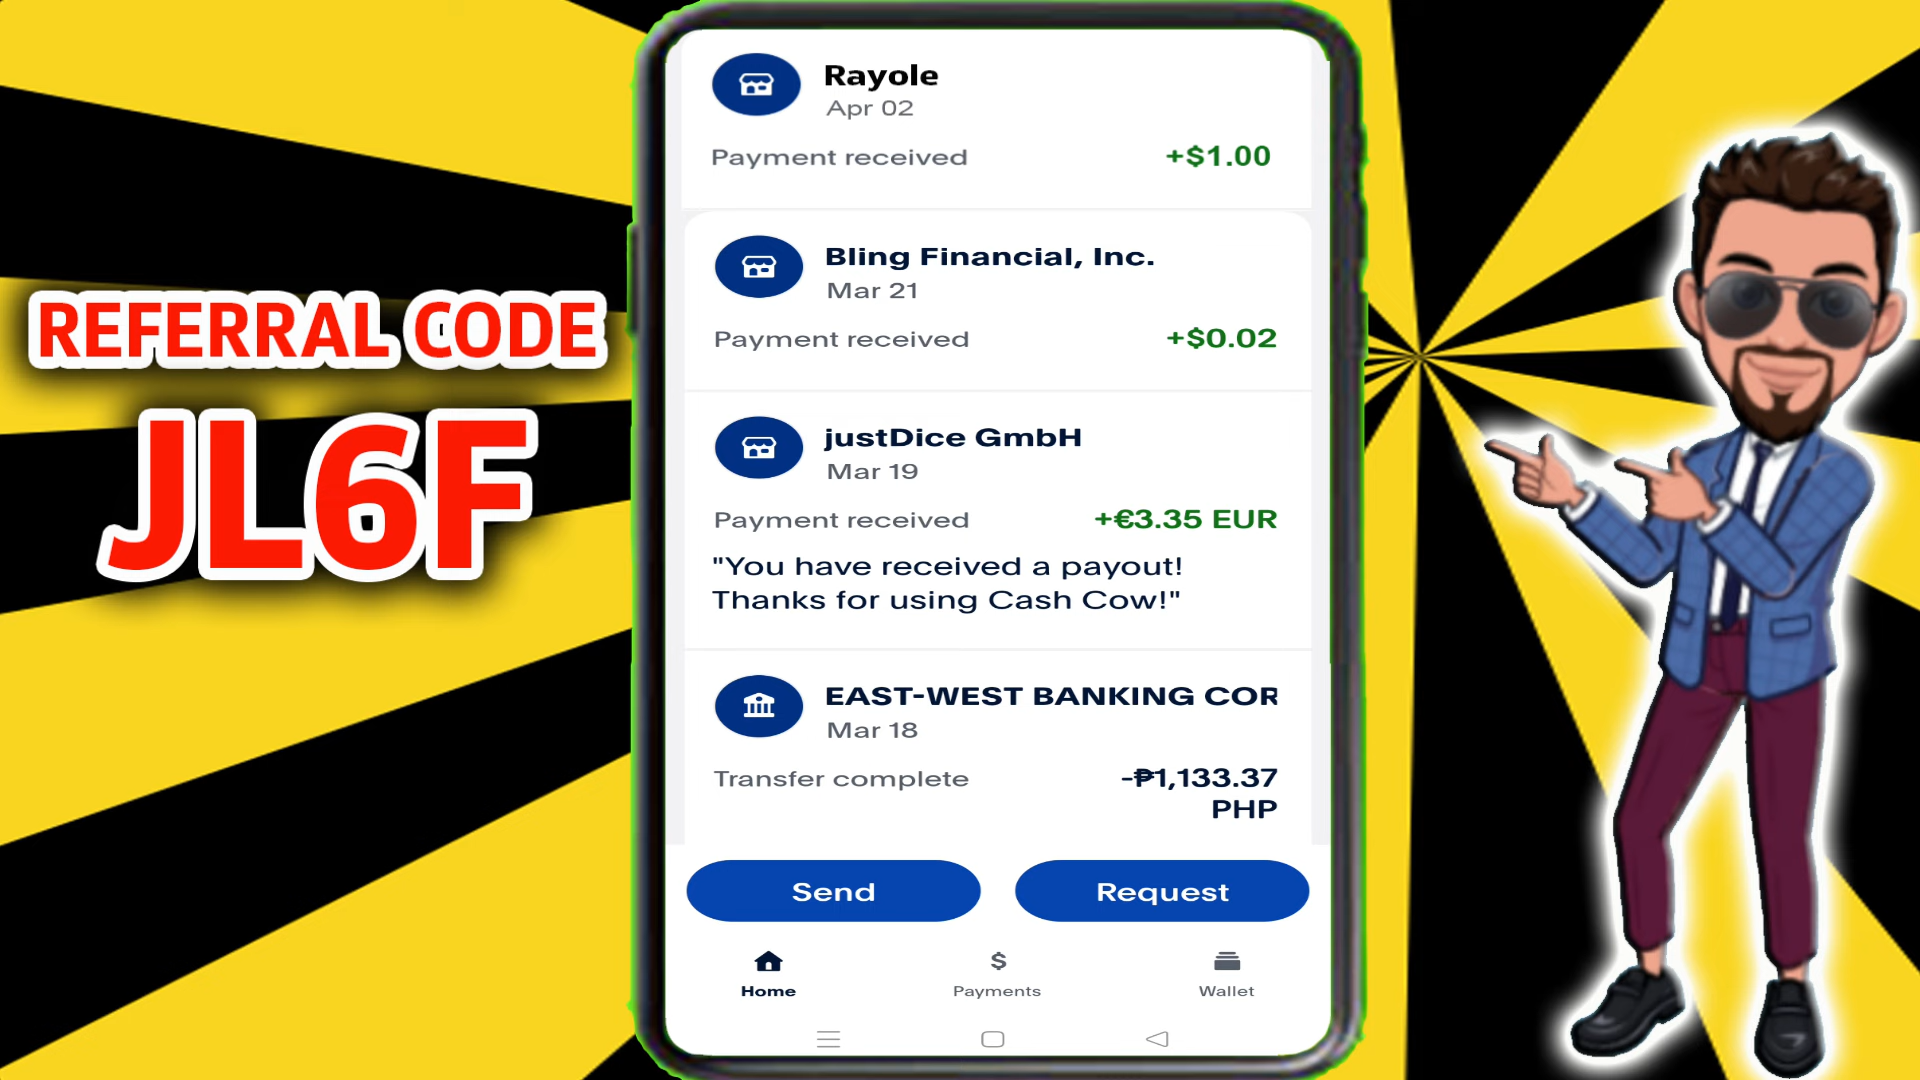 REFERRAL CODE
JL6F
Rayole
Apr 02
Payment received +$1.00
Bling Financial, Inc.
Mar 21
Payment received +$0.02
justDice GmbH
Mar 19
Payment received +€3.35 EUR
"You have received a payout!
Thanks for using Cash Cow!"
EAST-WEST BANKING COR
Mar 18
Transfer complete -₱1,133.37
PHP
Send Request
Home Payments Wallet